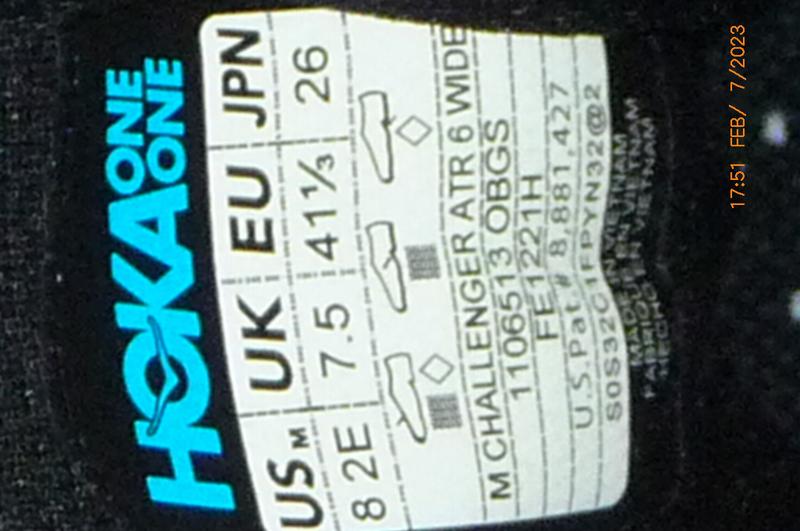 HOKA ONE
ONE
US M UK EU JPN
8 2E 7.5 41⅓ 26
M CHALLENGER ATR 6 WIDE
1106513 OBGS
FE1221H
U.S.Pat.# 8,881,427
MADE IN VIETNAM
17:51 FEB/ 7/2023